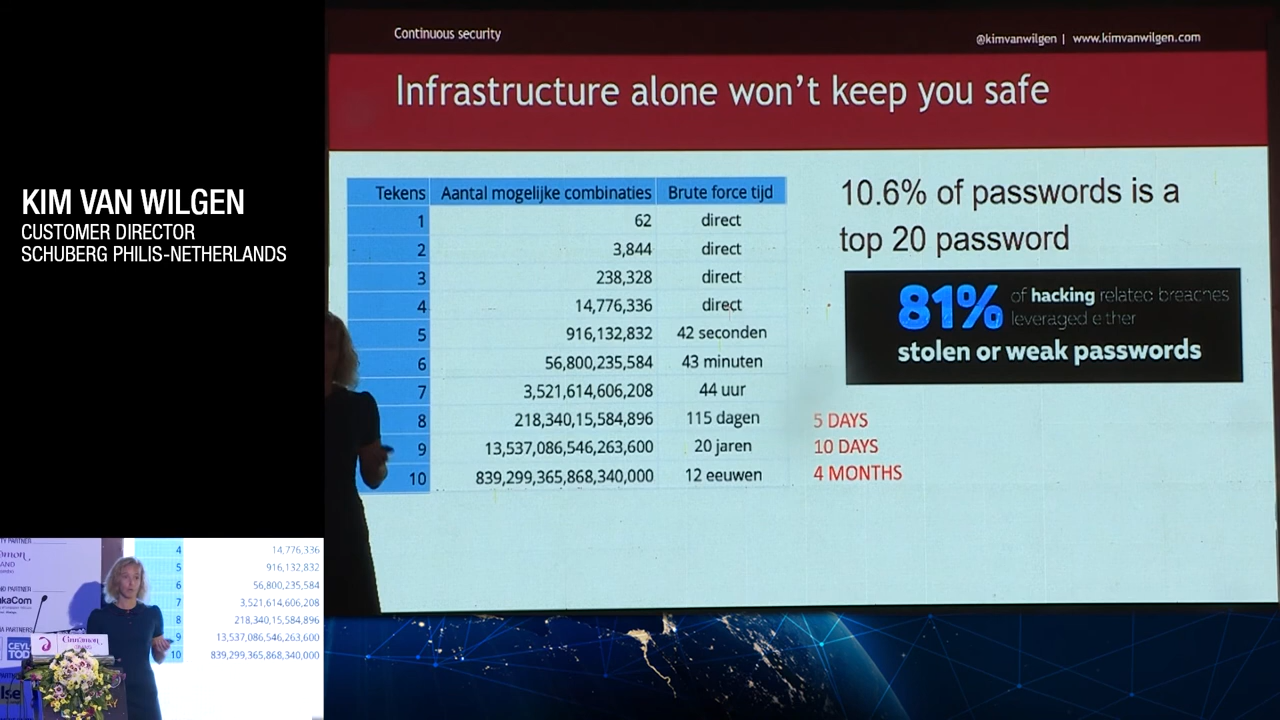 Continuous security
@kimvanwilgen | www.kimvanwilgen.com
Infrastructure alone won't keep you safe
KIM VAN WILGEN
CUSTOMER DIRECTOR
SCHUBERG PHILIS-NETHERLANDS
Tekens Aantal mogelijke combinaties Brute force tijd
1 62 direct
2 3,844 direct
3 238,328 direct
4 14,776,336 direct
5 916,132,832 42 seconden
6 56,800,235,584 43 minuten
7 3,521,614,606,208 44 uur
8 218,340,15,584,896 115 dagen
9 13,537,086,546,263,600 20 jaren
10 839,299,365,868,340,000 12 eeuwen
5 DAYS
10 DAYS
4 MONTHS
10.6% of passwords is a
top 20 password
81% of hacking related breaches
leveraged either
stolen or weak passwords
4 14,776,336
5 916,132,832
6 56,800,235,584
7 3,521,614,606,208
8 218,340,15,584,896
9 13,537,086,546,263,600
10 839,299,365,868,340,000
Cinnamon